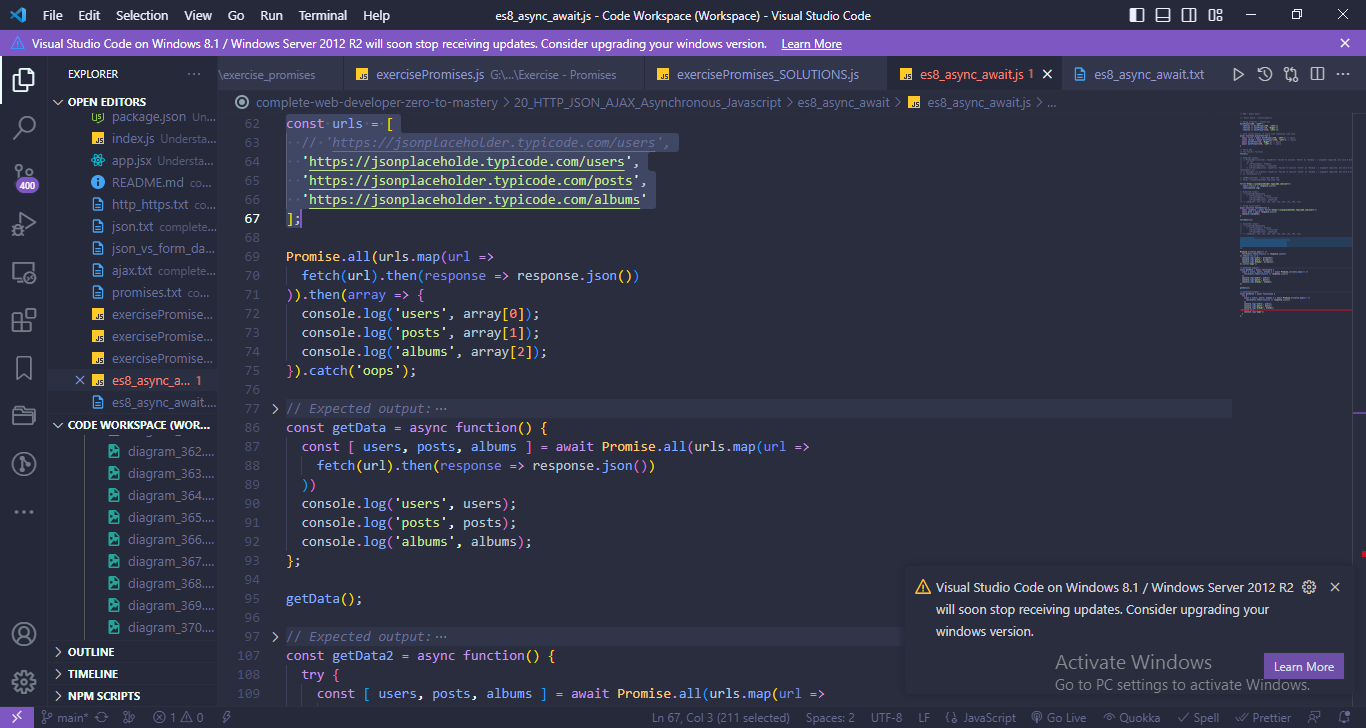 File Edit Selection View Go Run Terminal Help
es8_async_await.js - Code Workspace (Workspace) - Visual Studio Code
Visual Studio Code on Windows 8.1 / Windows Server 2012 R2 will soon stop receiving updates. Consider upgrading your windows version. Learn More
EXPLORER
\exercise_promises
JS exercisePromises.js G:\...\Exercise - Promises
JS exercisePromises_SOLUTIONS.js
JS es8_async_await.js 1
es8_async_await.txt
complete-web-developer-zero-to-mastery > 20_HTTP_JSON_AJAX_Asynchronous_Javascript > es8_async_await > JS es8_async_await.js > ...
OPEN EDITORS
package.json Un...
JS index.js Understa...
app.jsx Understa...
README.md co...
http_https.txt co...
json.txt complete...
json_vs_form_da...
ajax.txt complete...
promises.txt co...
JS exercisePromise...
JS exercisePromise...
JS exercisePromise...
JS es8_async_a... 1
es8_async_await....
CODE WORKSPACE (WOR...
diagram_361....
diagram_362....
diagram_363....
diagram_364....
diagram_365....
diagram_366....
diagram_367....
diagram_368....
diagram_369....
diagram_370....
OUTLINE
TIMELINE
NPM SCRIPTS
400
62 const urls = [
63 // 'https://jsonplaceholder.typicode.com/users',
64 'https://jsonplaceholde.typicode.com/users',
65 'https://jsonplaceholder.typicode.com/posts',
66 'https://jsonplaceholder.typicode.com/albums'
67 ];
68
69 Promise.all(urls.map(url =>
70 fetch(url).then(response => response.json())
71 )).then(array => {
72 console.log('users', array[0]);
73 console.log('posts', array[1]);
74 console.log('albums', array[2]);
75 }).catch('oops');
76
77 // Expected output: ...
86 const getData = async function() {
87 const [ users, posts, albums ] = await Promise.all(urls.map(url =>
88 fetch(url).then(response => response.json())
89 ))
90 console.log('users', users);
91 console.log('posts', posts);
92 console.log('albums', albums);
93 };
94
95 getData();
96
97 // Expected output: ...
107 const getData2 = async function() {
108 try {
109 const [ users, posts, albums ] = await Promise.all(urls.map(url =>
Visual Studio Code on Windows 8.1 / Windows Server 2012 R2
will soon stop receiving updates. Consider upgrading your
windows version.
Learn More
Activate Windows
Go to PC settings to activate Windows.
main* 1 0 Ln 67, Col 3 (211 selected) Spaces: 2 UTF-8 LF JavaScript Go Live Quokka Spell Prettier